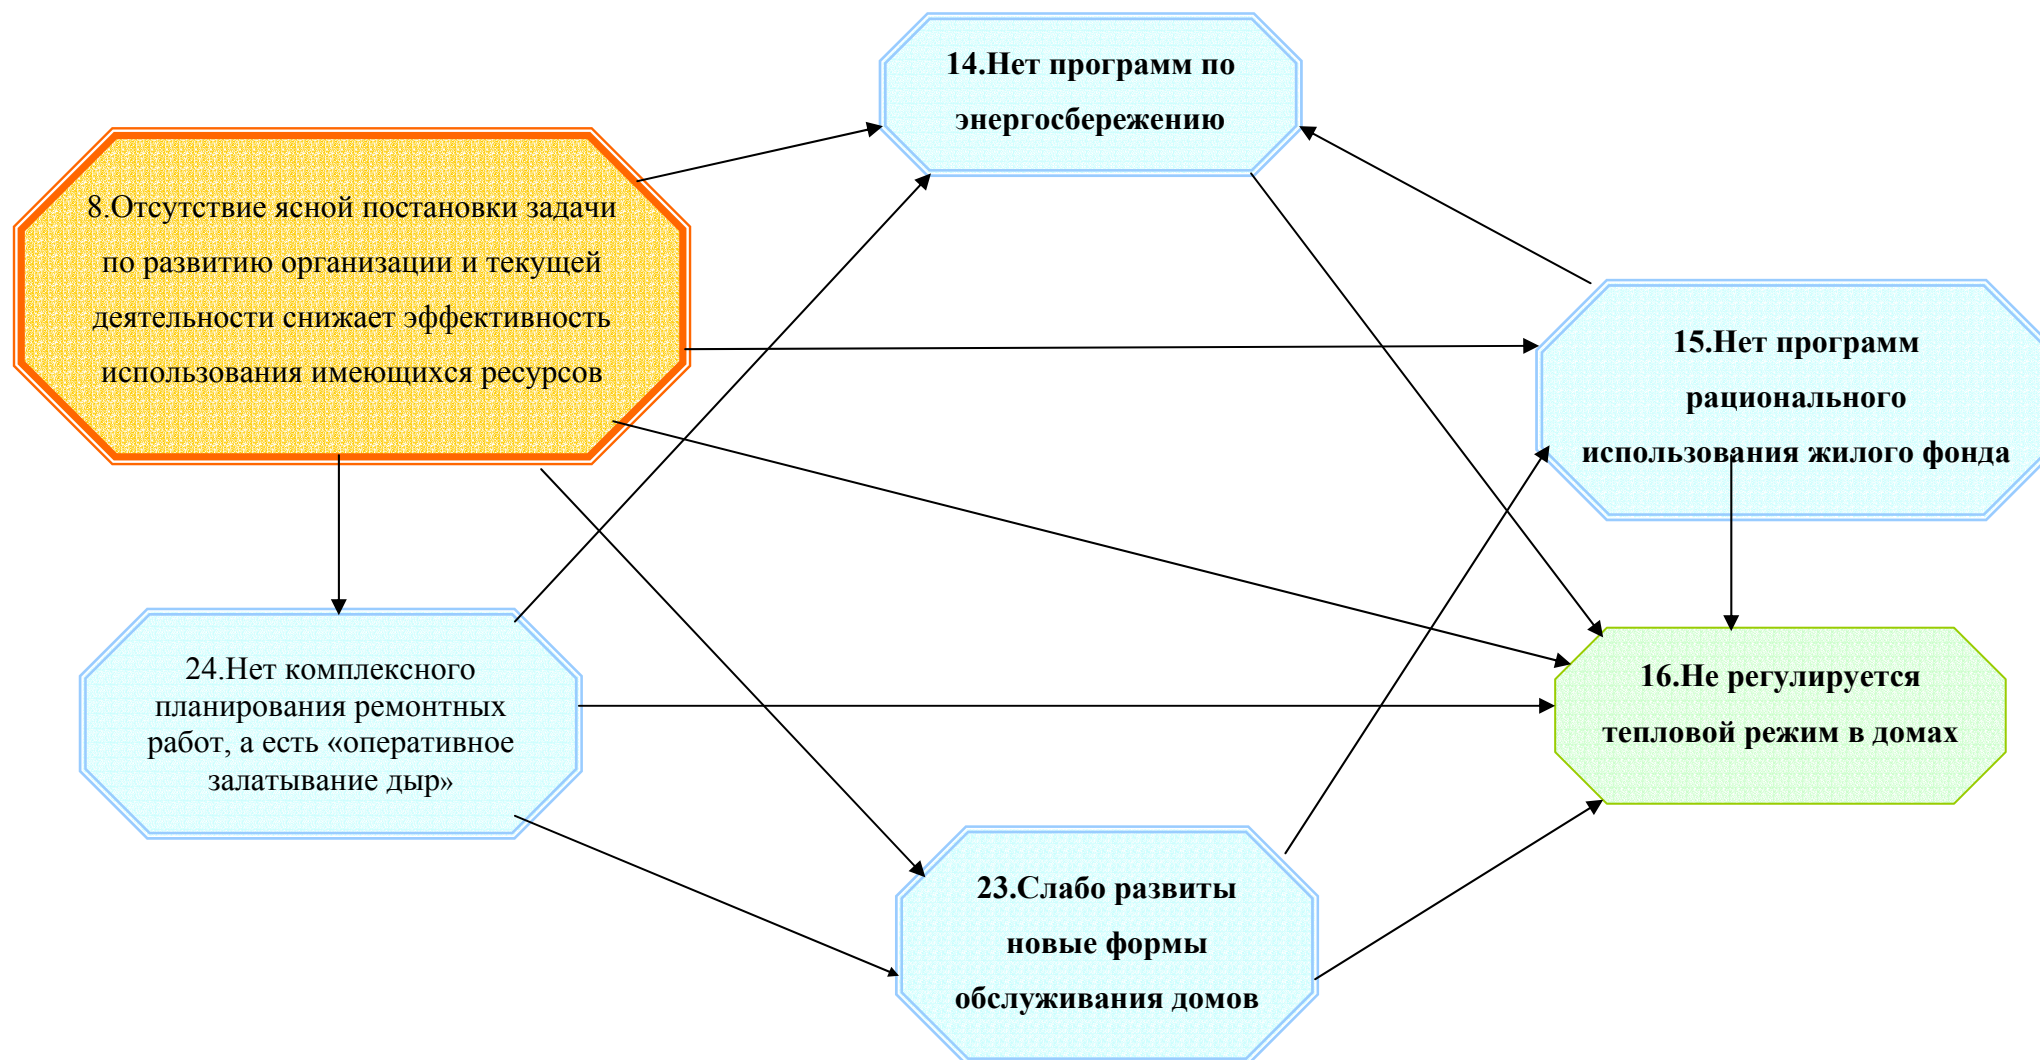 14.Нет программ по
энергосбережению
8.Отсутствие ясной постановки задачи
по развитию организации и текущей
деятельности снижает эффективность
использования имеющихся ресурсов
15.Нет программ
рационального
использования жилого фонда
24.Нет комплексного
планирования ремонтных
работ, а есть «оперативное
залатывание дыр»
16.Не регулируется
тепловой режим в домах
23.Слабо развиты
новые формы
обслуживания домов